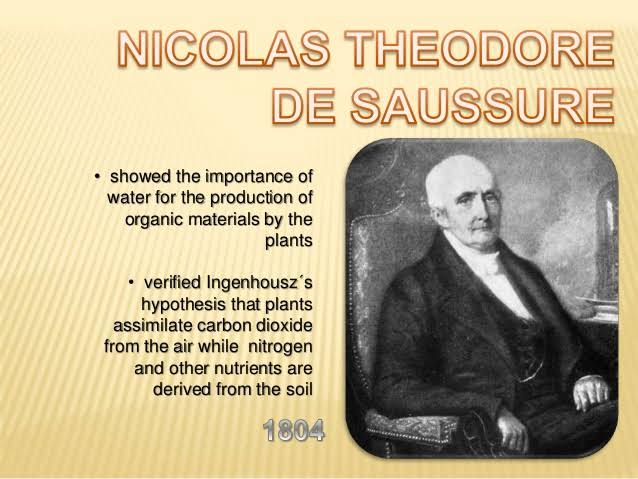 NICOLAS THEODORE
DE SAUSSURE
• showed the importance of
water for the production of
organic materials by the
plants
• verified Ingenhousz´s
hypothesis that plants
assimilate carbon dioxide
from the air while nitrogen
and other nutrients are
derived from the soil
1804